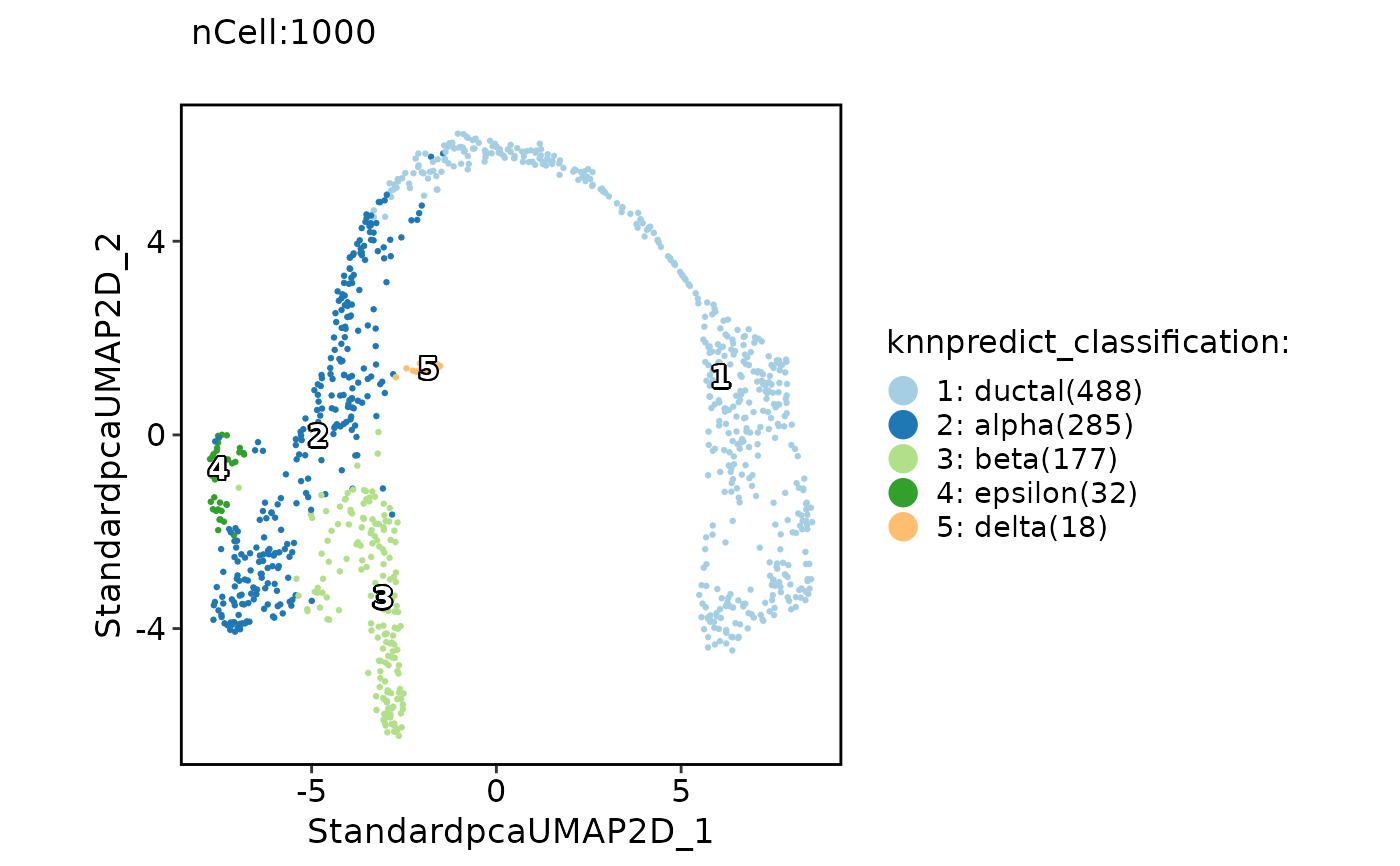 nCell:1000
StandardpcaUMAP2D_2
4
0
-4
1
2
3
4
5
-5
0
5
StandardpcaUMAP2D_1
knnpredict_classification:
1: ductal(488)
2: alpha(285)
3: beta(177)
4: epsilon(32)
5: delta(18)